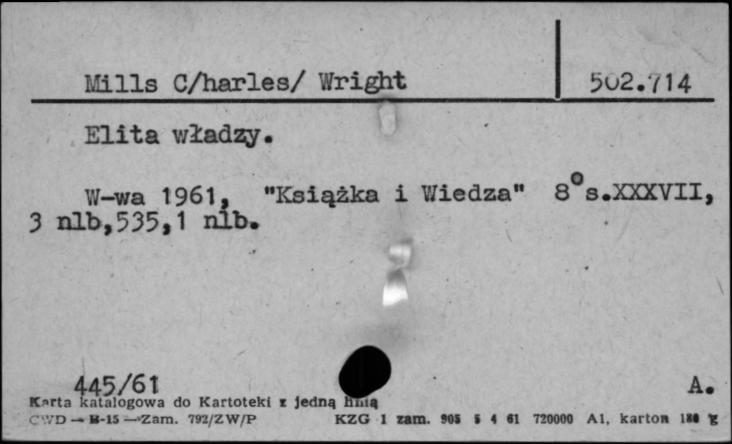 Mills C/harles/ Wright 502.714
Elita władzy.
W-wa 1961, "Książka i Wiedza" 8° s.XXXVII,
3 nlb,535,1 nlb.
445/61 A.
Karta katalogowa do Kartoteki z jedną linią
CWD — B-15 — Zam. 792/ZW/P KZG 1 zam. 905 5 4 61 720000 A1, karton 180 g